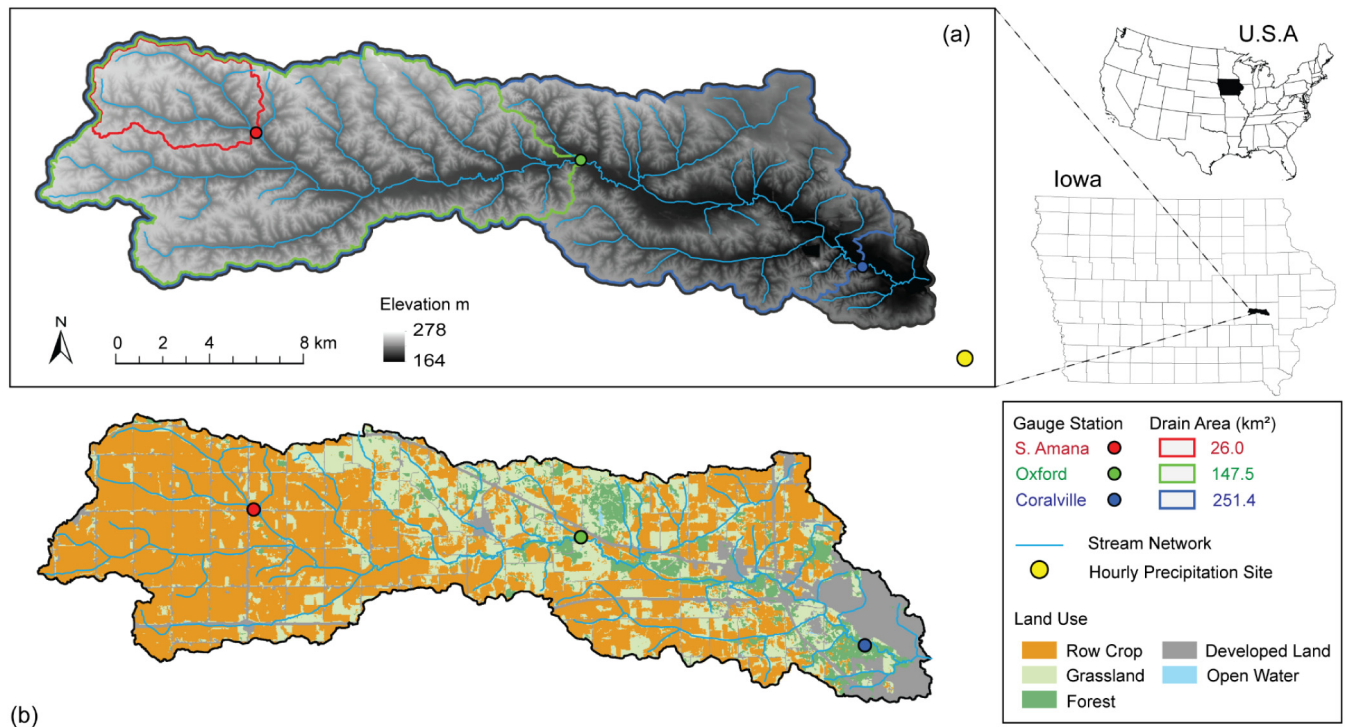 (a)
U.S.A
Iowa
N
0 2 4 8 km
Elevation m
278
164
Gauge Station Drain Area (km²)
S. Amana 26.0
Oxford 147.5
Coralville 251.4
Stream Network
Hourly Precipitation Site
Land Use
Row Crop Developed Land
Grassland Open Water
Forest
(b)